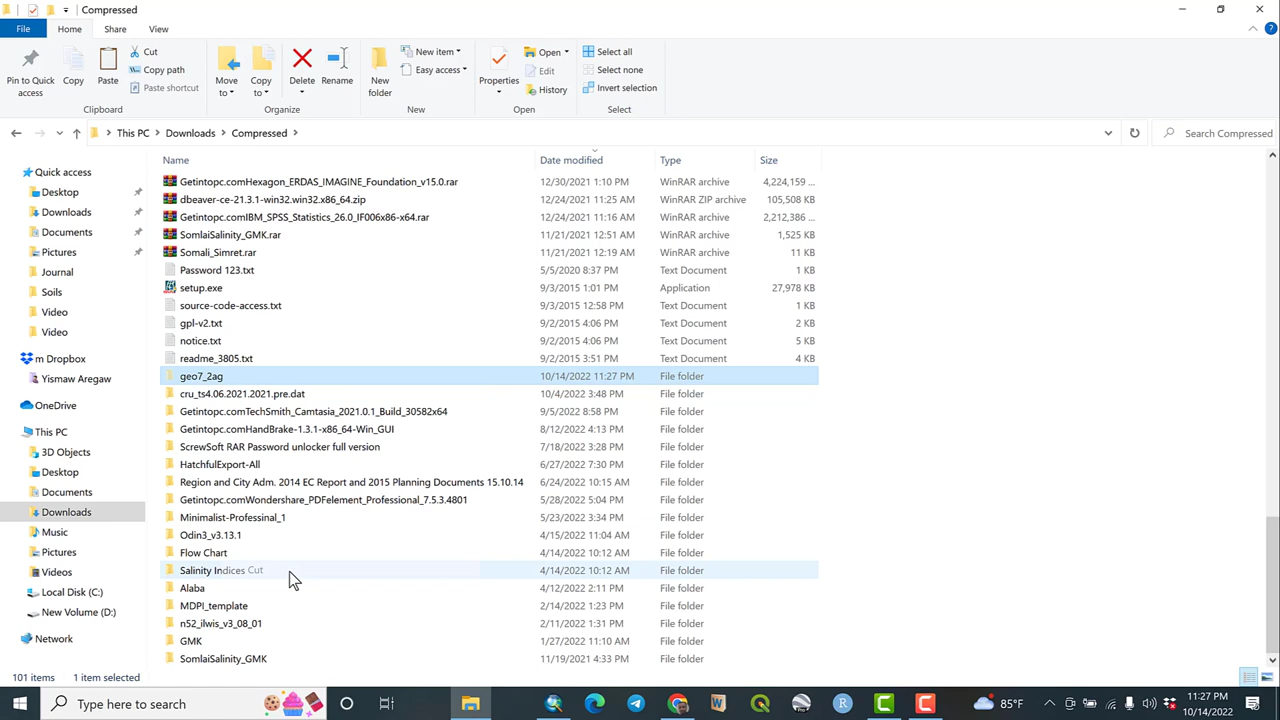 Compressed
File Home Share View
Pin to Quick access Copy Paste Cut Copy path Paste shortcut Move to Copy to Delete Rename New folder New item Easy access Properties Open Edit History Select all Select none Invert selection
Clipboard Organize New Open Select
This PC Downloads Compressed Search Compressed
Name Date modified Type Size
Getintopc.comHexagon_ERDAS_IMAGINE_Foundation_v15.0.rar 12/30/2021 1:10 PM WinRAR archive 4,224,159 ...
dbeaver-ce-21.3.1-win32.win32.x86_64.zip 12/24/2021 11:25 AM WinRAR ZIP archive 105,508 KB
Getintopc.comIBM_SPSS_Statistics_26.0_IF006x86-x64.rar 12/24/2021 11:16 AM WinRAR archive 2,212,386 ...
SomlaiSalinity_GMK.rar 11/21/2021 12:51 AM WinRAR archive 1,525 KB
Somali_Simret.rar 11/21/2021 12:19 AM WinRAR archive 11 KB
Password 123.txt 5/5/2020 8:37 PM Text Document 1 KB
setup.exe 9/3/2015 1:01 PM Application 27,978 KB
source-code-access.txt 9/3/2015 12:58 PM Text Document 1 KB
gpl-v2.txt 9/2/2015 4:06 PM Text Document 2 KB
notice.txt 9/2/2015 4:06 PM Text Document 5 KB
readme_3805.txt 9/2/2015 3:51 PM Text Document 4 KB
geo7_2ag 10/14/2022 11:27 PM File folder
cru_ts4.06.2021.2021.pre.dat 10/4/2022 3:48 PM File folder
Getintopc.comTechSmith_Camtasia_2021.0.1_Build_30582x64 9/5/2022 8:58 PM File folder
Getintopc.comHandBrake-1.3.1-x86_64-Win_GUI 8/12/2022 4:13 PM File folder
ScrewSoft RAR Password unlocker full version 7/18/2022 3:28 PM File folder
HatchfulExport-All 6/27/2022 7:30 PM File folder
Region and City Adm. 2014 EC Report and 2015 Planning Documents 15.10.14 6/24/2022 10:15 AM File folder
Getintopc.comWondershare_PDFelement_Professional_7.5.3.4801 5/28/2022 5:04 PM File folder
Minimalist-Professinal_1 5/23/2022 3:34 PM File folder
Odin3_v3.13.1 4/15/2022 11:04 AM File folder
Flow Chart 4/14/2022 10:12 AM File folder
Salinity Indices Cut 4/14/2022 10:12 AM File folder
Alaba 4/12/2022 2:11 PM File folder
MDPI_template 2/14/2022 1:23 PM File folder
n52_ilwis_v3_08_01 2/11/2022 1:31 PM File folder
GMK 1/27/2022 11:10 AM File folder
SomlaiSalinity_GMK 11/19/2021 4:33 PM File folder
Quick access
Desktop
Downloads
Documents
Pictures
Journal
Soils
Video
Video
m Dropbox
Yismaw Aregaw
OneDrive
This PC
3D Objects
Desktop
Documents
Downloads
Music
Pictures
Videos
Local Disk (C:)
New Volume (D:)
Network
101 items 1 item selected
Type here to search 85°F 11:27 PM
10/14/2022